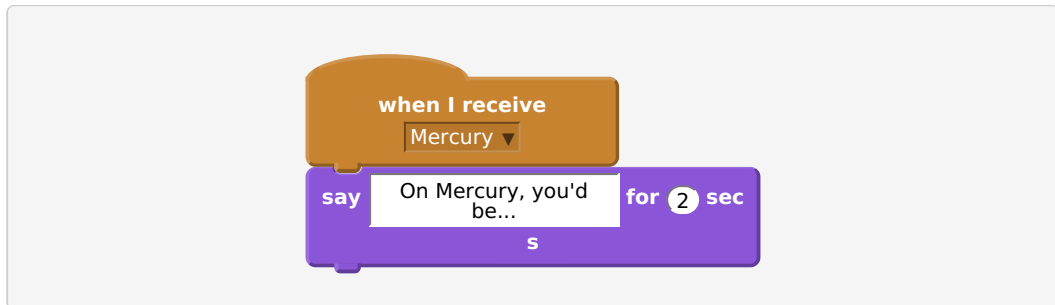 when I receive
Mercury ▼
say On Mercury, you'd be... for 2 sec
s